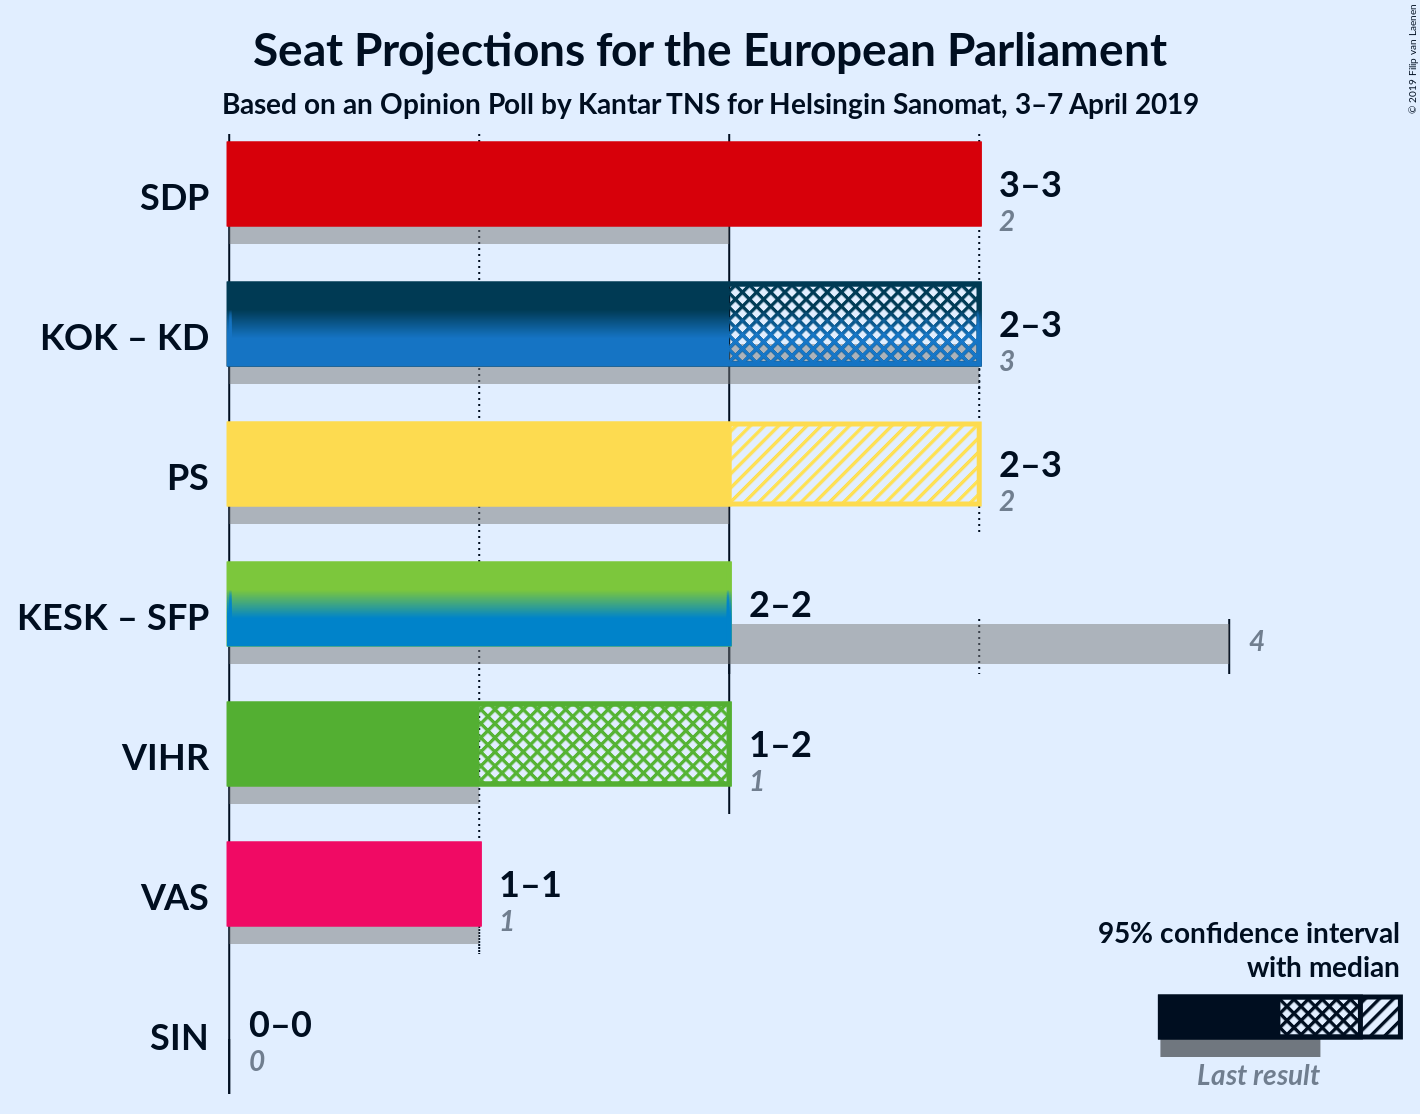 Seat Projections for the European Parliament
Based on an Opinion Poll by Kantar TNS for Helsingin Sanomat, 3–7 April 2019
© 2019 Filip van Laenen
SDP
3–3
2
KOK – KD
2–3
3
PS
2–3
2
KESK – SFP
2–2
4
VIHR
1–2
1
VAS
1–1
1
SIN
0–0
0
95% confidence interval
with median
Last result